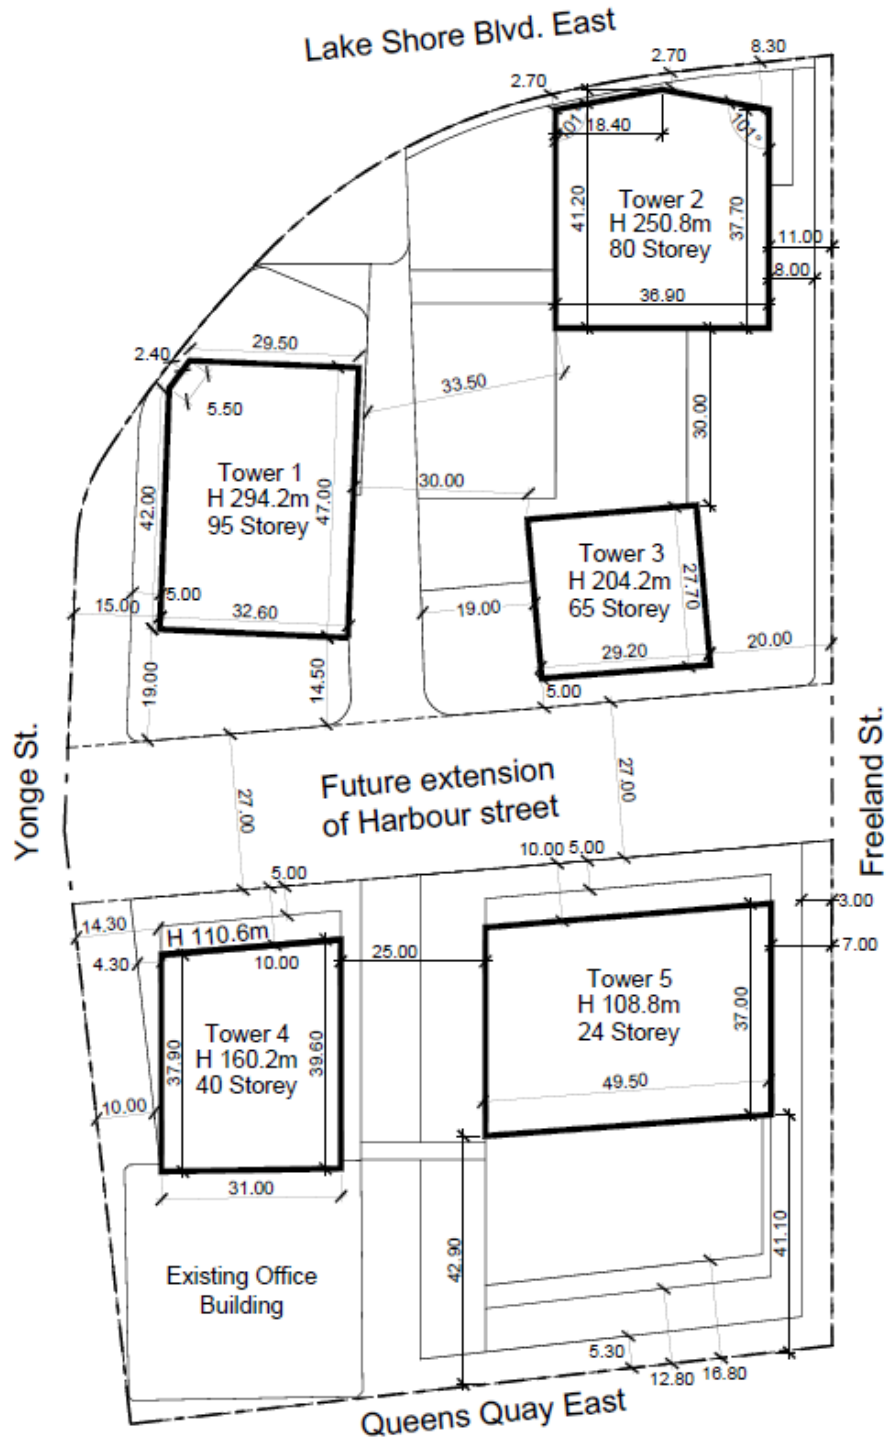 Lake Shore Blvd. East
2.70
2.70
8.30
101°
18.40
101°
Tower 2
H 250.8m
80 Storey
41.20
37.70
11.00
8.00
36.90
29.50
2.40
5.50
33.50
30.00
Tower 1
H 294.2m
95 Storey
42.00
47.00
30.00
5.00
15.00
32.60
19.00
14.50
Tower 3
H 204.2m
65 Storey
27.70
19.00
29.20
20.00
5.00
Yonge St.
Future extension
of Harbour street
27.00
27.00
Freeland St.
5.00
10.00
5.00
3.00
7.00
14.30
H 110.6m
4.30
10.00
25.00
Tower 4
H 160.2m
40 Storey
37.90
39.60
10.00
31.00
Tower 5
H 108.8m
24 Storey
37.00
49.50
Existing Office
Building
42.90
41.10
5.30
12.80
16.80
Queens Quay East